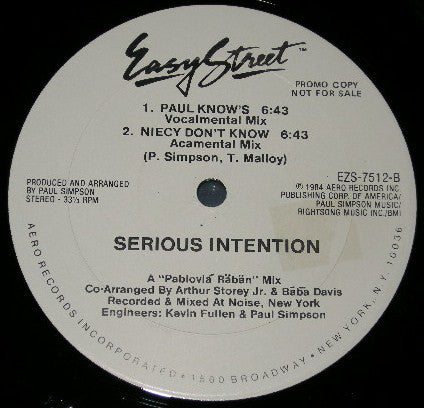 Easy Street™
PROMO COPY
NOT FOR SALE
1. PAUL KNOW'S 6:43
Vocalmental Mix
2. NIECY DON'T KNOW 6:43
Acamental Mix
(P. Simpson, T. Malloy)
EZS-7512-B
PRODUCED AND ARRANGED
BY PAUL SIMPSON
STEREO - 33⅓ RPM
℗ 1984 AERO RECORDS INC.
PUBLISHING CORP. OF AMERICA/
PAUL SIMPSON MUSIC/
RIGHTSONG MUSIC INC./BMI
SERIOUS INTENTION
A "Pablovia Räbän" Mix
Co-Arranged By Arthur Storey Jr. & Bäbä Davis
Recorded & Mixed At Noise, New York
Engineers: Kevin Fullen & Paul Simpson
AERO RECORDS INCORPORATED • 1560 BROADWAY • NEW YORK, N.Y. 10036